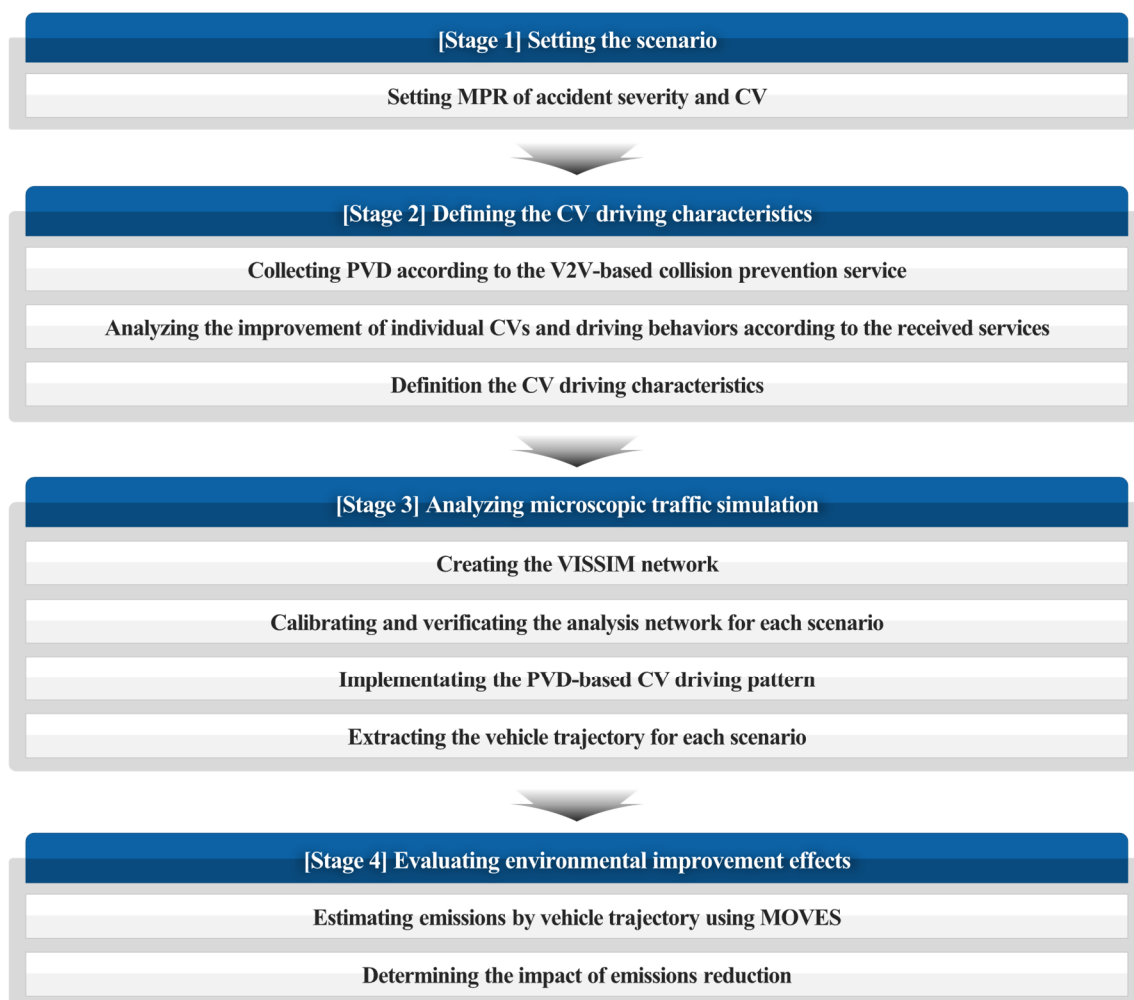 [Stage 1] Setting the scenario
Setting MPR of accident severity and CV
[Stage 2] Defining the CV driving characteristics
Collecting PVD according to the V2V-based collision prevention service
Analyzing the improvement of individual CVs and driving behaviors according to the received services
Definition the CV driving characteristics
[Stage 3] Analyzing microscopic traffic simulation
Creating the VISSIM network
Calibrating and verificating the analysis network for each scenario
Implementating the PVD-based CV driving pattern
Extracting the vehicle trajectory for each scenario
[Stage 4] Evaluating environmental improvement effects
Estimating emissions by vehicle trajectory using MOVES
Determining the impact of emissions reduction